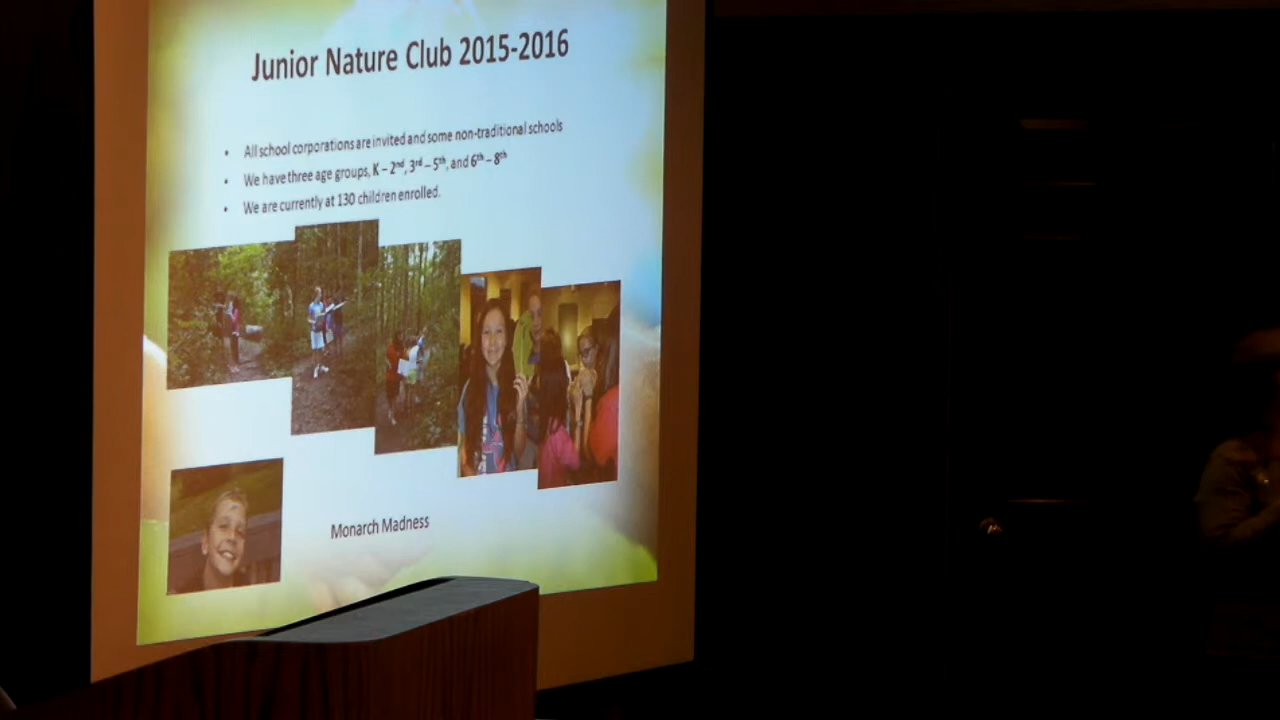 Junior Nature Club 2015-2016
• All school corporations are invited and some non-traditional schools
• We have three age groups, K – 2nd, 3rd – 5th, and 6th – 8th
• We are currently at 130 children enrolled.
Monarch Madness